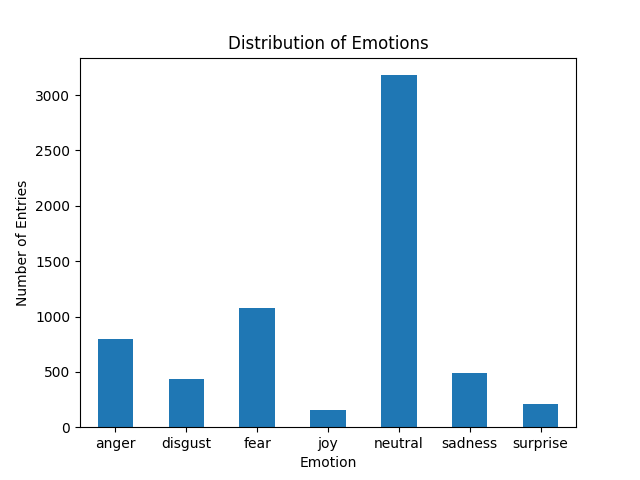 Distribution of Emotions
Number of Entries
3000
2500
2000
1500
1000
500
0
anger disgust fear joy neutral sadness surprise
Emotion